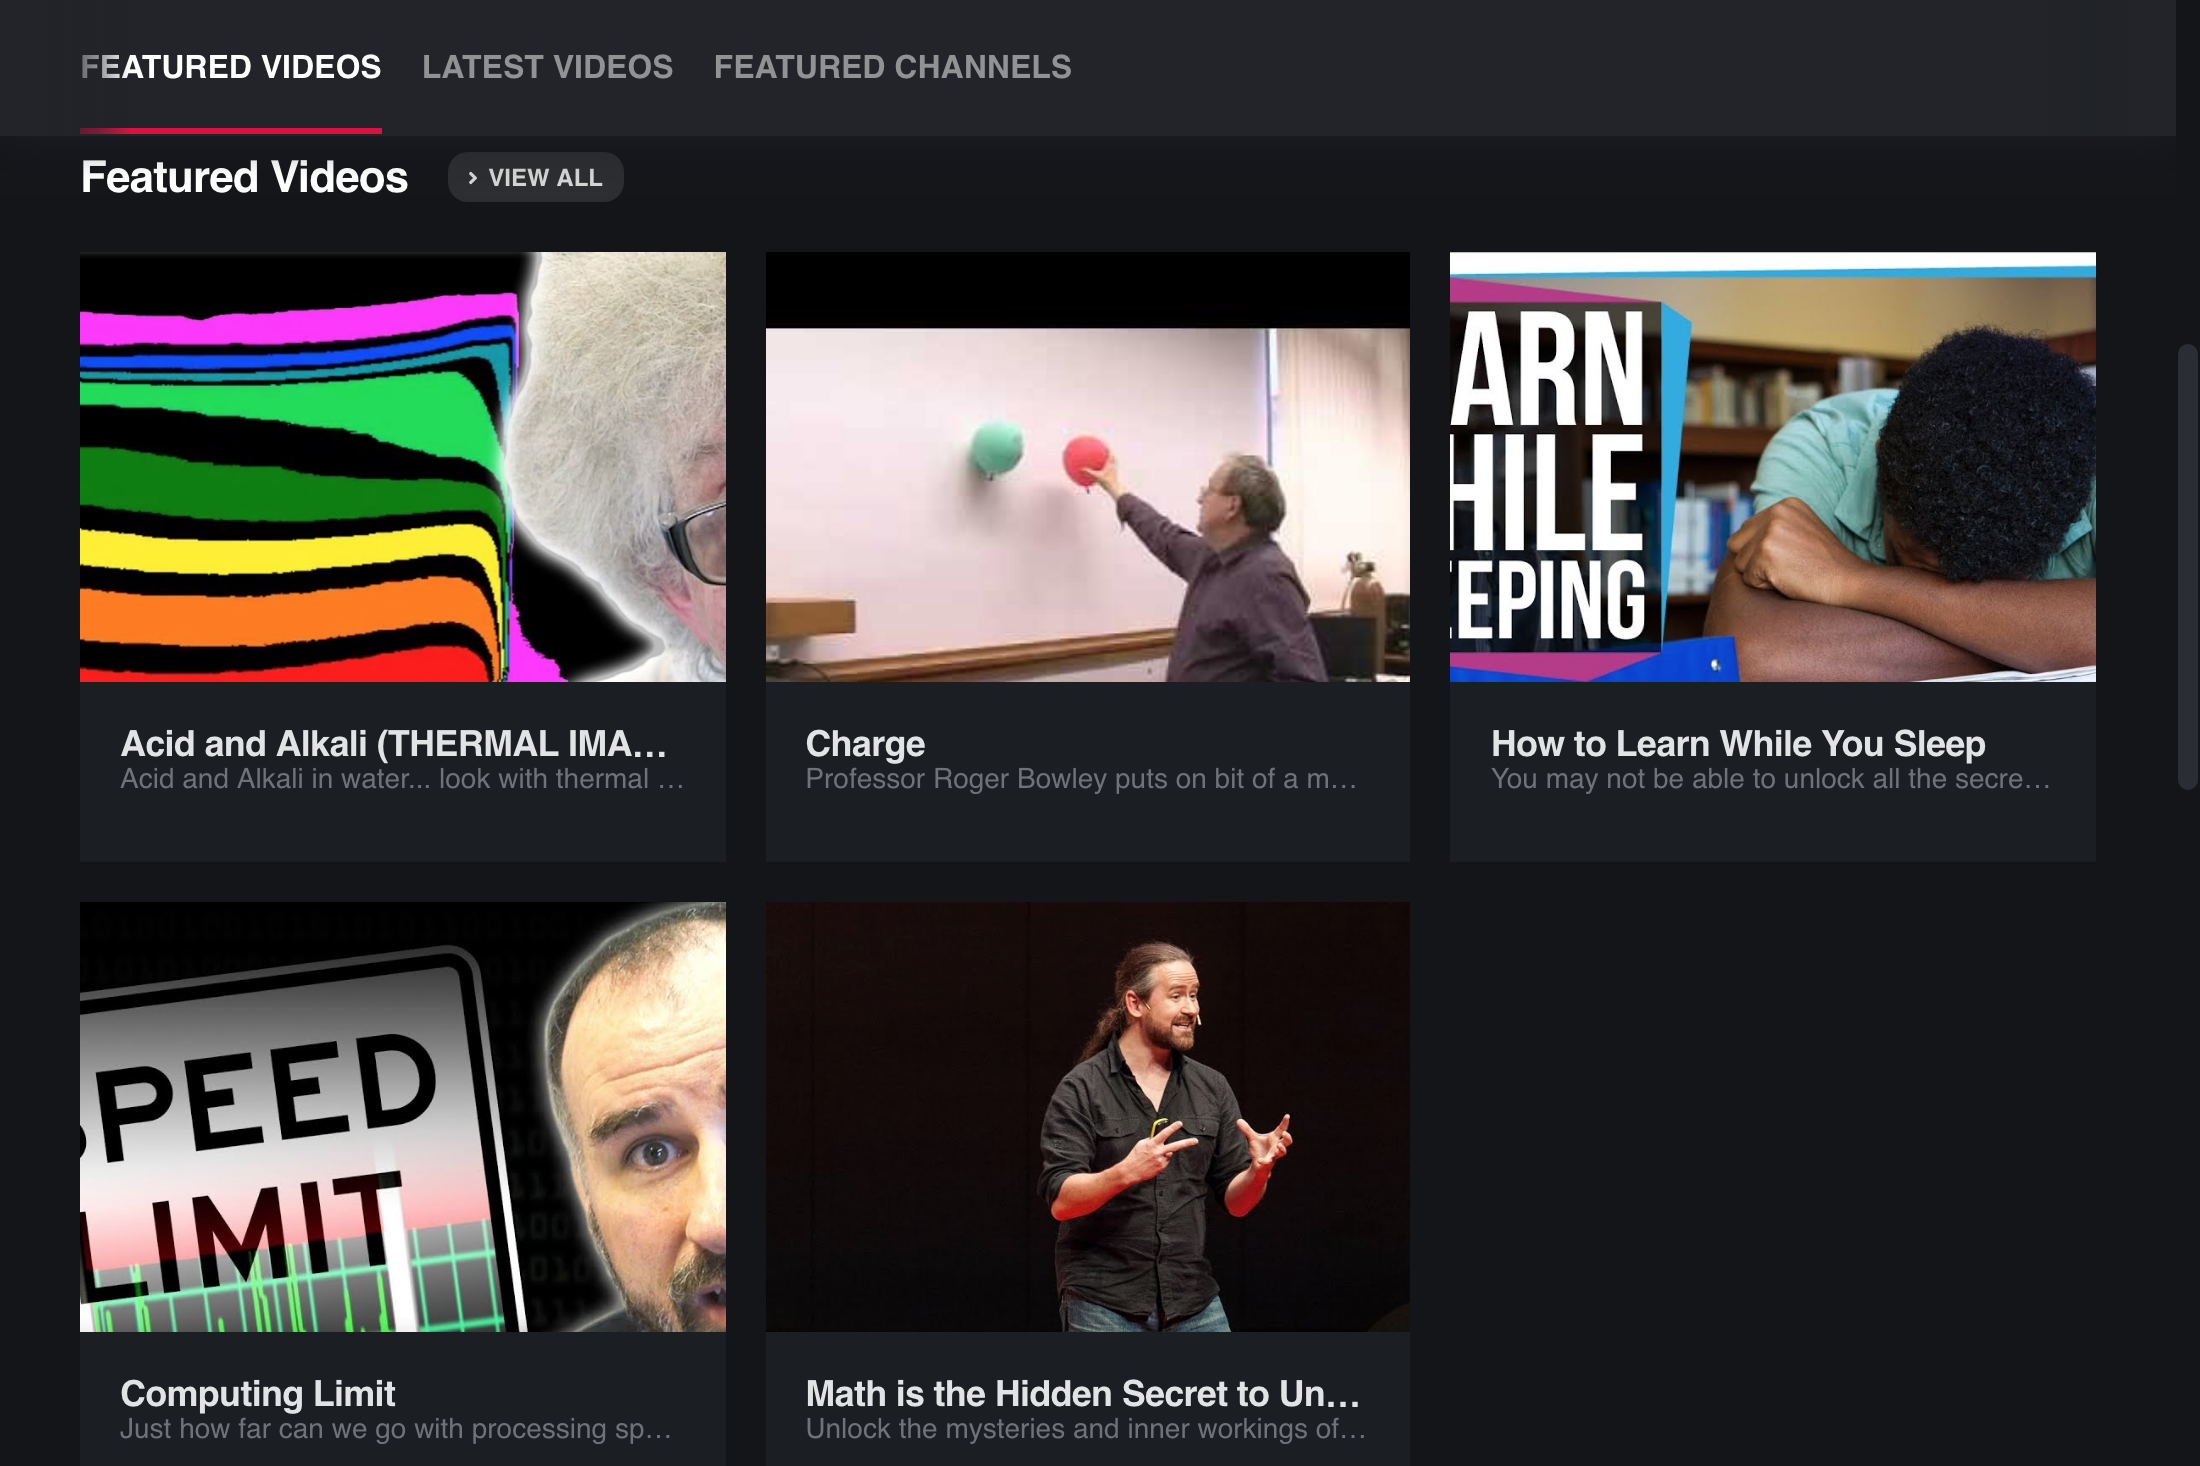 FEATURED VIDEOS LATEST VIDEOS FEATURED CHANNELS
Featured Videos > VIEW ALL
ARN
HILE
EPING
Acid and Alkali (THERMAL IMA...
Acid and Alkali in water... look with thermal ...
Charge
Professor Roger Bowley puts on bit of a m...
How to Learn While You Sleep
You may not be able to unlock all the secre...
SPEED
LIMIT
Computing Limit
Just how far can we go with processing sp...
Math is the Hidden Secret to Un...
Unlock the mysteries and inner workings of...